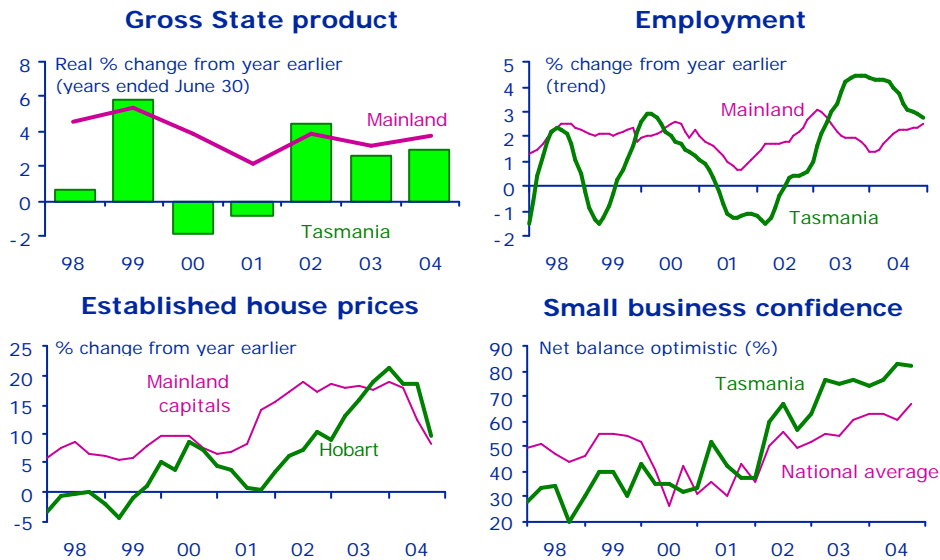 Gross State product
8
6
4
2
0
-2
Real % change from year earlier
(years ended June 30)
Mainland
Tasmania
98 99 00 01 02 03 04
Employment
5
4
3
2
1
0
-1
-2
% change from year earlier
(trend)
Mainland
Tasmania
98 99 00 01 02 03 04
Established house prices
25
20
15
10
5
0
-5
% change from year earlier
Mainland
capitals
Hobart
98 99 00 01 02 03 04
Small business confidence
90
80
70
60
50
40
30
20
Net balance optimistic (%)
Tasmania
National average
98 99 00 01 02 03 04